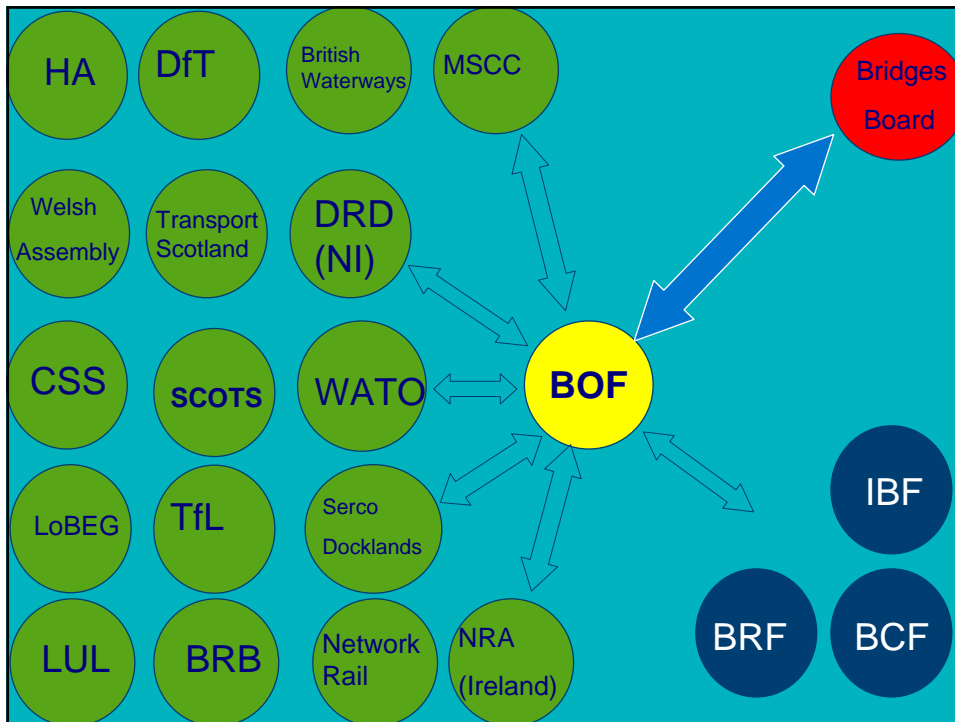 HA
DfT
British
Waterways
MSCC
Bridges
Board
Welsh
Assembly
Transport
Scotland
DRD
(NI)
CSS
SCOTS
WATO
BOF
LoBEG
TfL
Serco
Docklands
IBF
LUL
BRB
Network
Rail
NRA
(Ireland)
BRF
BCF